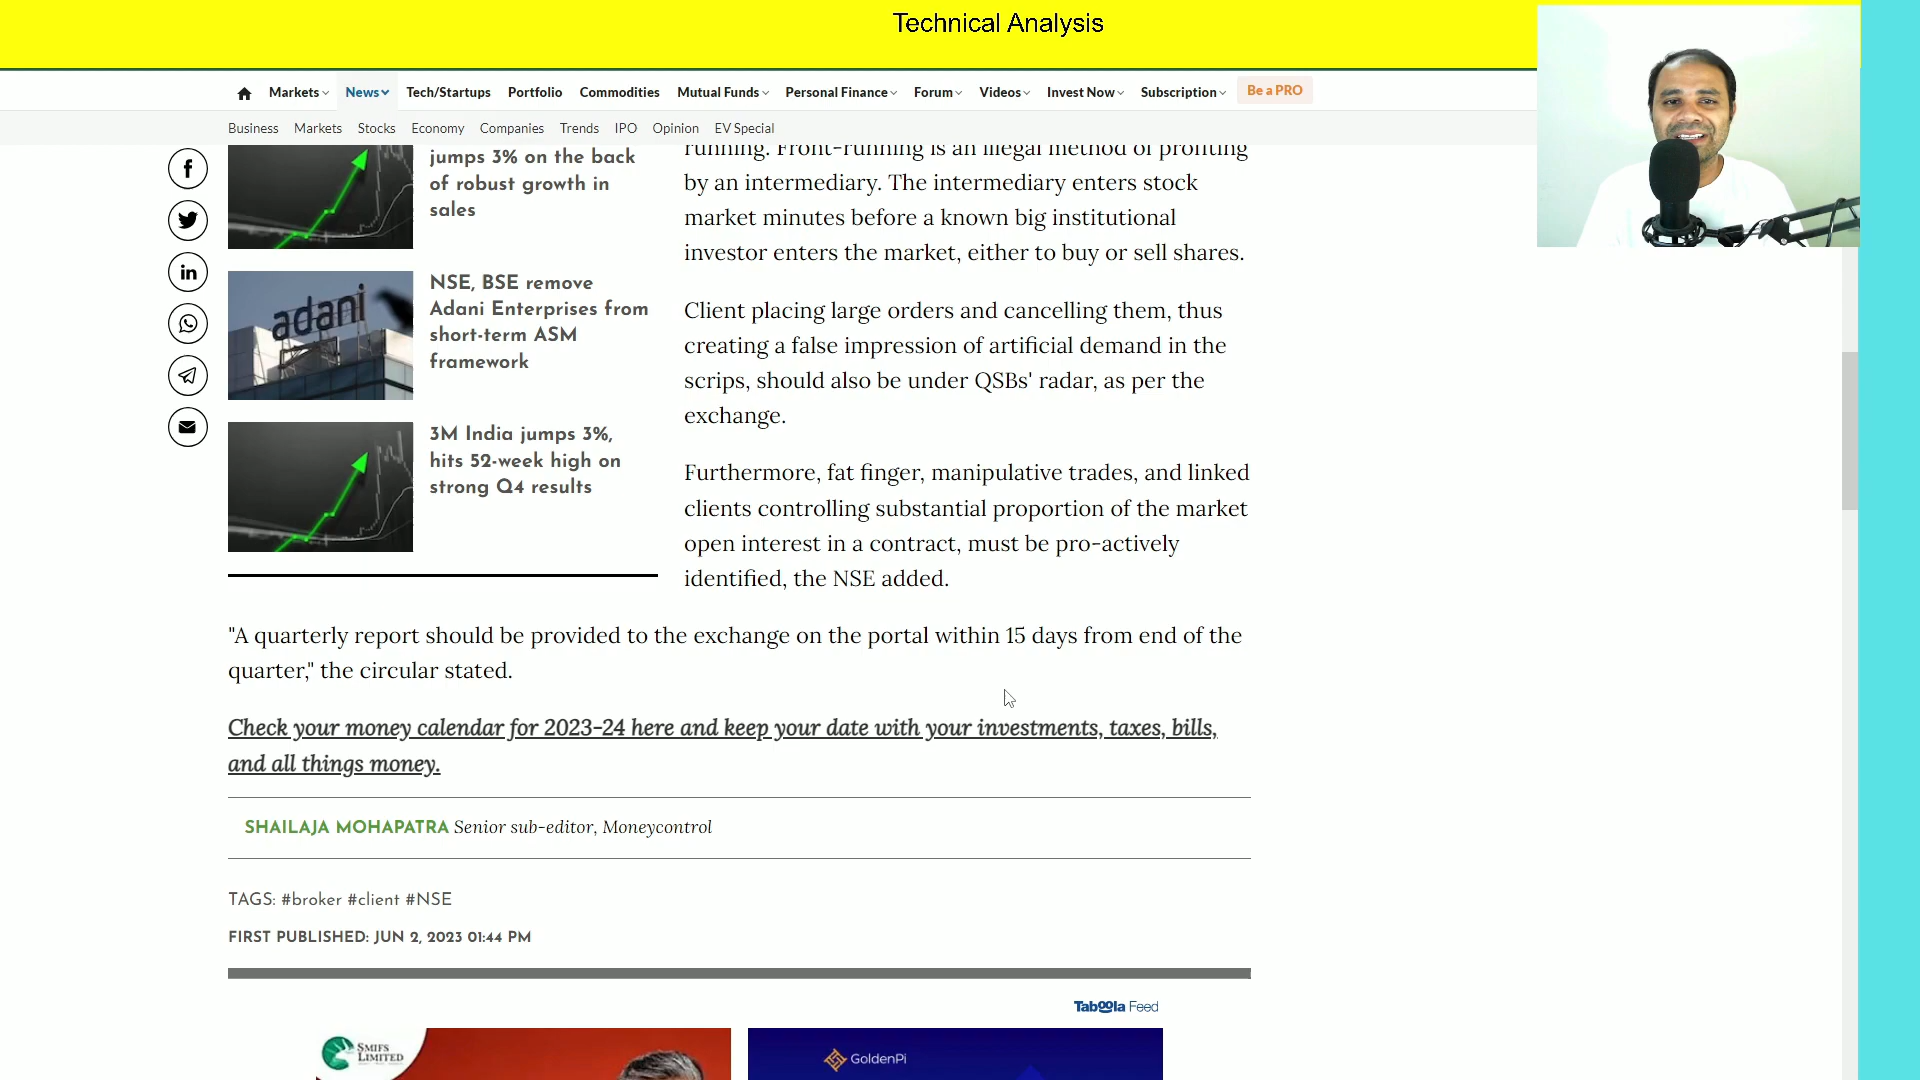 Technical Analysis
Markets
News
Tech/Startups
Portfolio
Commodities
Mutual Funds
Personal Finance
Forum
Videos
Invest Now
Subscription
Be a PRO
Business
Markets
Stocks
Economy
Companies
Trends
IPO
Opinion
EV Special
jumps 3% on the back
of robust growth in
sales
adani
NSE, BSE remove
Adani Enterprises from
short-term ASM
framework
3M India jumps 3%,
hits 52-week high on
strong Q4 results
running. Front-running is an illegal method of profiting
by an intermediary. The intermediary enters stock
market minutes before a known big institutional
investor enters the market, either to buy or sell shares.
Client placing large orders and cancelling them, thus
creating a false impression of artificial demand in the
scrips, should also be under QSBs' radar, as per the
exchange.
Furthermore, fat finger, manipulative trades, and linked
clients controlling substantial proportion of the market
open interest in a contract, must be pro-actively
identified, the NSE added.
"A quarterly report should be provided to the exchange on the portal within 15 days from end of the
quarter," the circular stated.
Check your money calendar for 2023-24 here and keep your date with your investments, taxes, bills,
and all things money.
SHAILAJA MOHAPATRA Senior sub-editor, Moneycontrol
TAGS: #broker #client #NSE
FIRST PUBLISHED: JUN 2, 2023 01:44 PM
Taboola Feed
SMIFS
LIMITED
GoldenPi